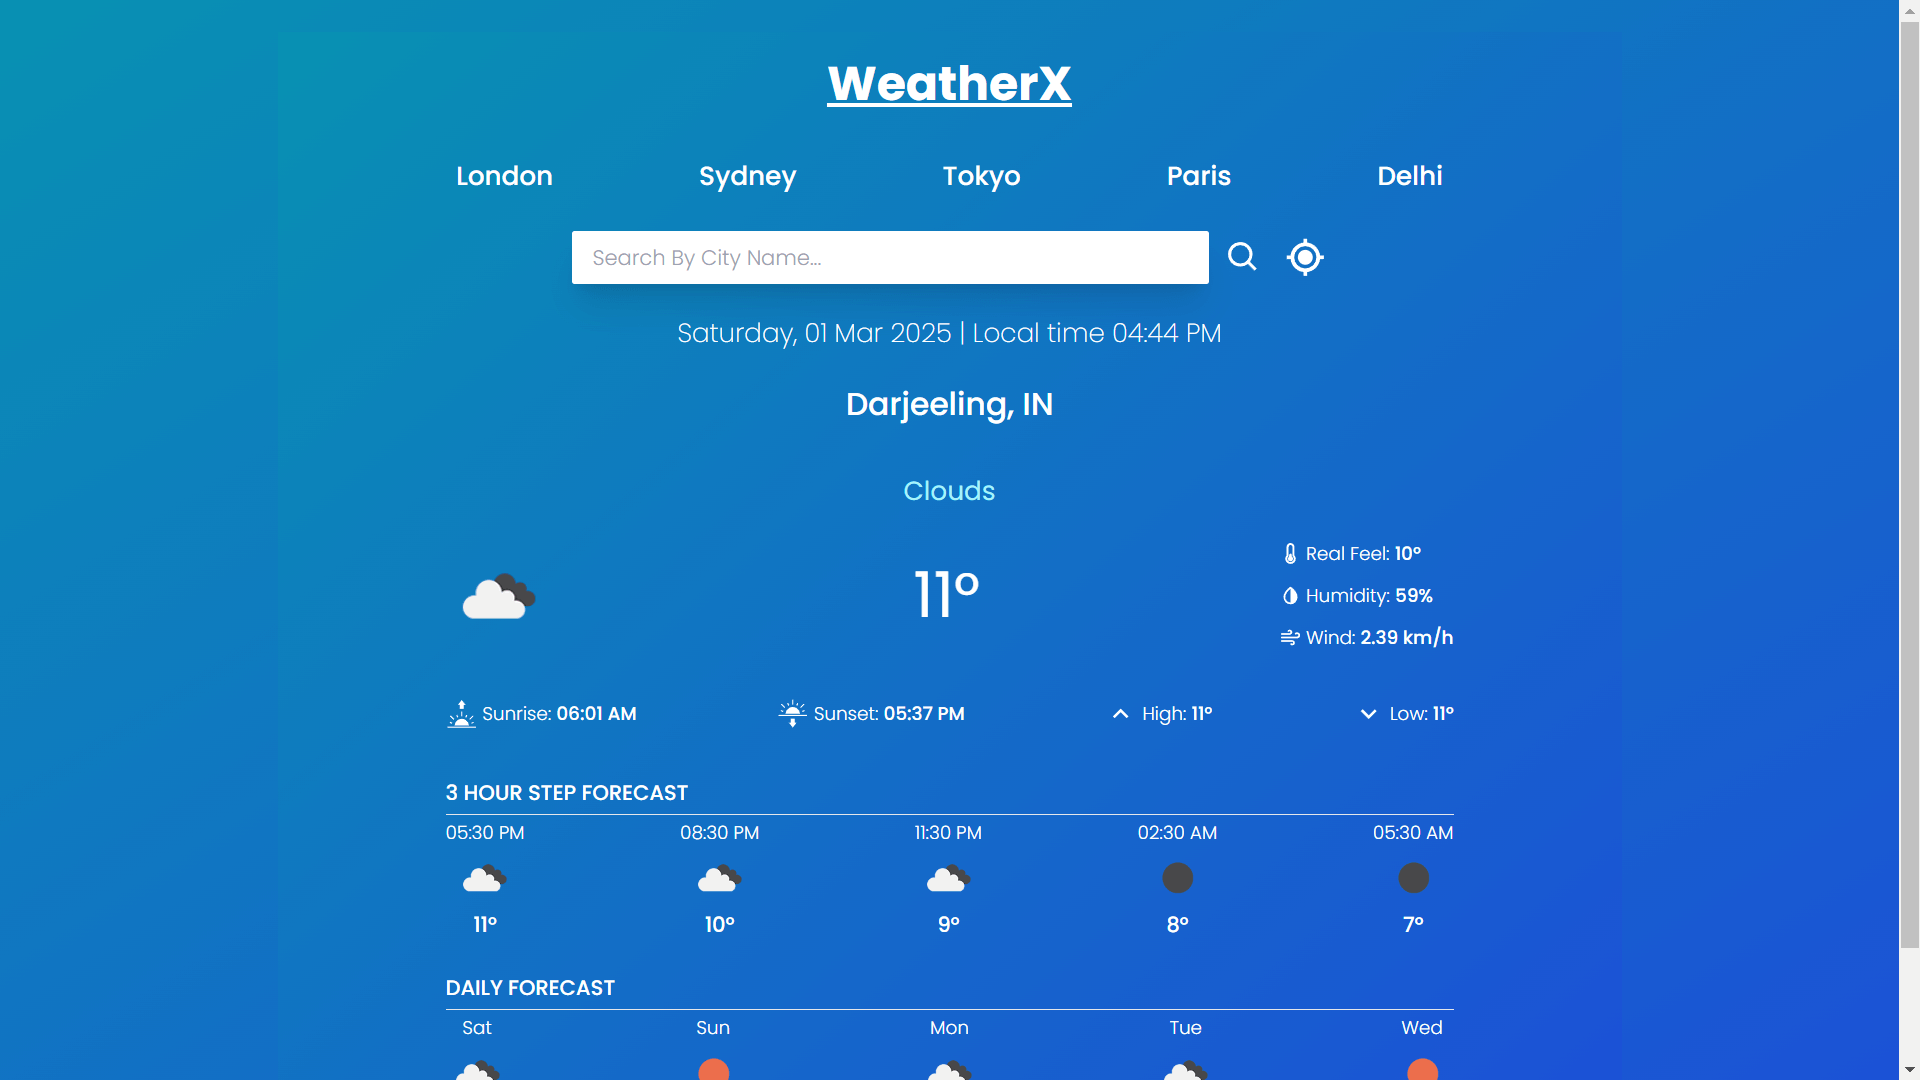 WeatherX
London Sydney Tokyo Paris Delhi
Search By City Name...
Saturday, 01 Mar 2025 | Local time 04:44 PM
Darjeeling, IN
Clouds
11°
Real Feel: 10°
Humidity: 59%
Wind: 2.39 km/h
Sunrise: 06:01 AM Sunset: 05:37 PM High: 11° Low: 11°
3 HOUR STEP FORECAST
05:30 PM 08:30 PM 11:30 PM 02:30 AM 05:30 AM
11° 10° 9° 8° 7°
DAILY FORECAST
Sat Sun Mon Tue Wed